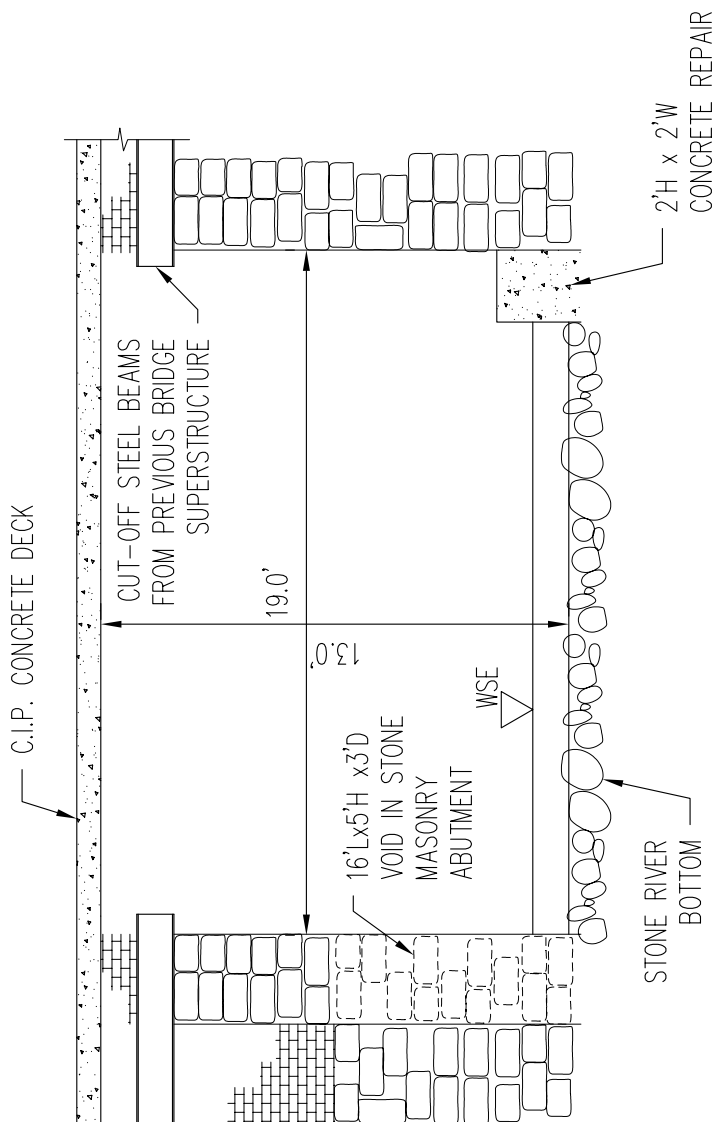 C.I.P. CONCRETE DECK
CUT-OFF STEEL BEAMS
FROM PREVIOUS BRIDGE
SUPERSTRUCTURE
19.0'
13.0'
16'Lx5'H x3'D
VOID IN STONE
MASONRY
ABUTMENT
WSE
STONE RIVER
BOTTOM
2'H x 2'W
CONCRETE REPAIR